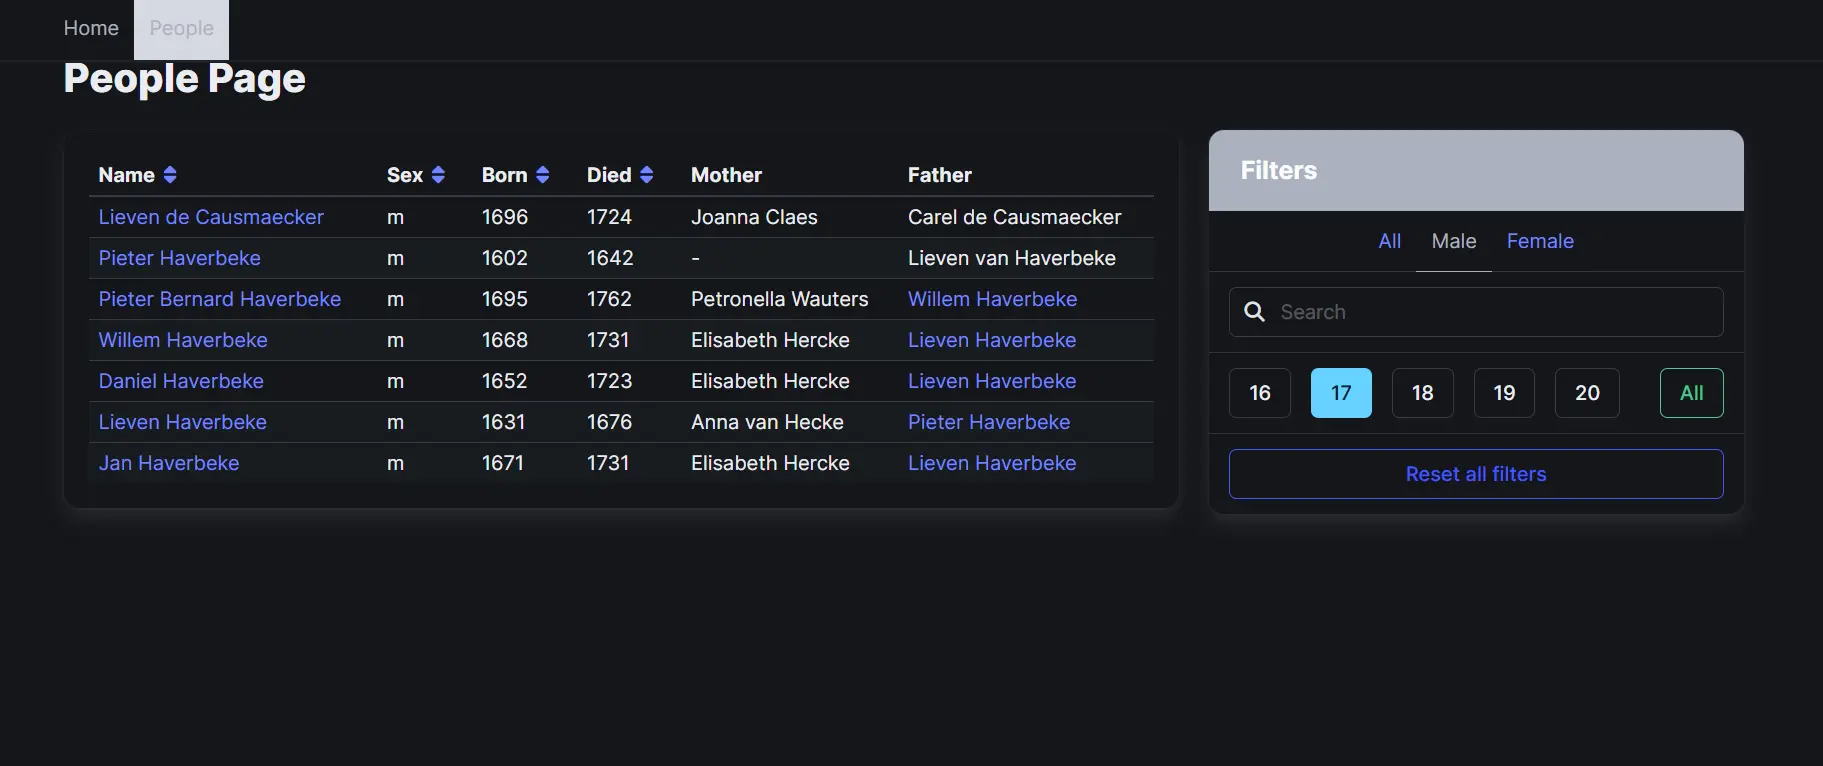 Home People
People Page
Name Sex Born Died Mother Father
Lieven de Causmaecker m 1696 1724 Joanna Claes Carel de Causmaecker
Pieter Haverbeke m 1602 1642 - Lieven van Haverbeke
Pieter Bernard Haverbeke m 1695 1762 Petronella Wauters Willem Haverbeke
Willem Haverbeke m 1668 1731 Elisabeth Hercke Lieven Haverbeke
Daniel Haverbeke m 1652 1723 Elisabeth Hercke Lieven Haverbeke
Lieven Haverbeke m 1631 1676 Anna van Hecke Pieter Haverbeke
Jan Haverbeke m 1671 1731 Elisabeth Hercke Lieven Haverbeke
Filters
All Male Female
Search
16 17 18 19 20 All
Reset all filters